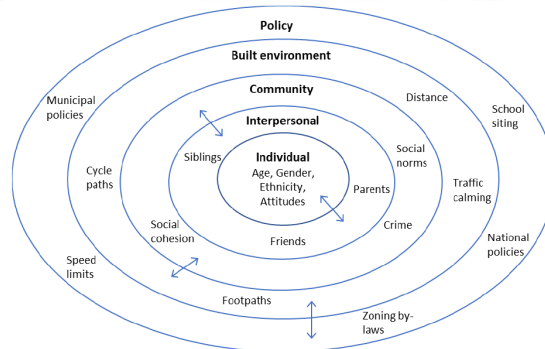 Policy
Built environment
Community
Interpersonal
Individual
Age, Gender,
Ethnicity,
Attitudes
Municipal
policies
Distance
School
siting
Siblings
Social
norms
Cycle
paths
Parents
Traffic
calming
Social
cohesion
Crime
Friends
National
policies
Speed
limits
Footpaths
Zoning by-
laws